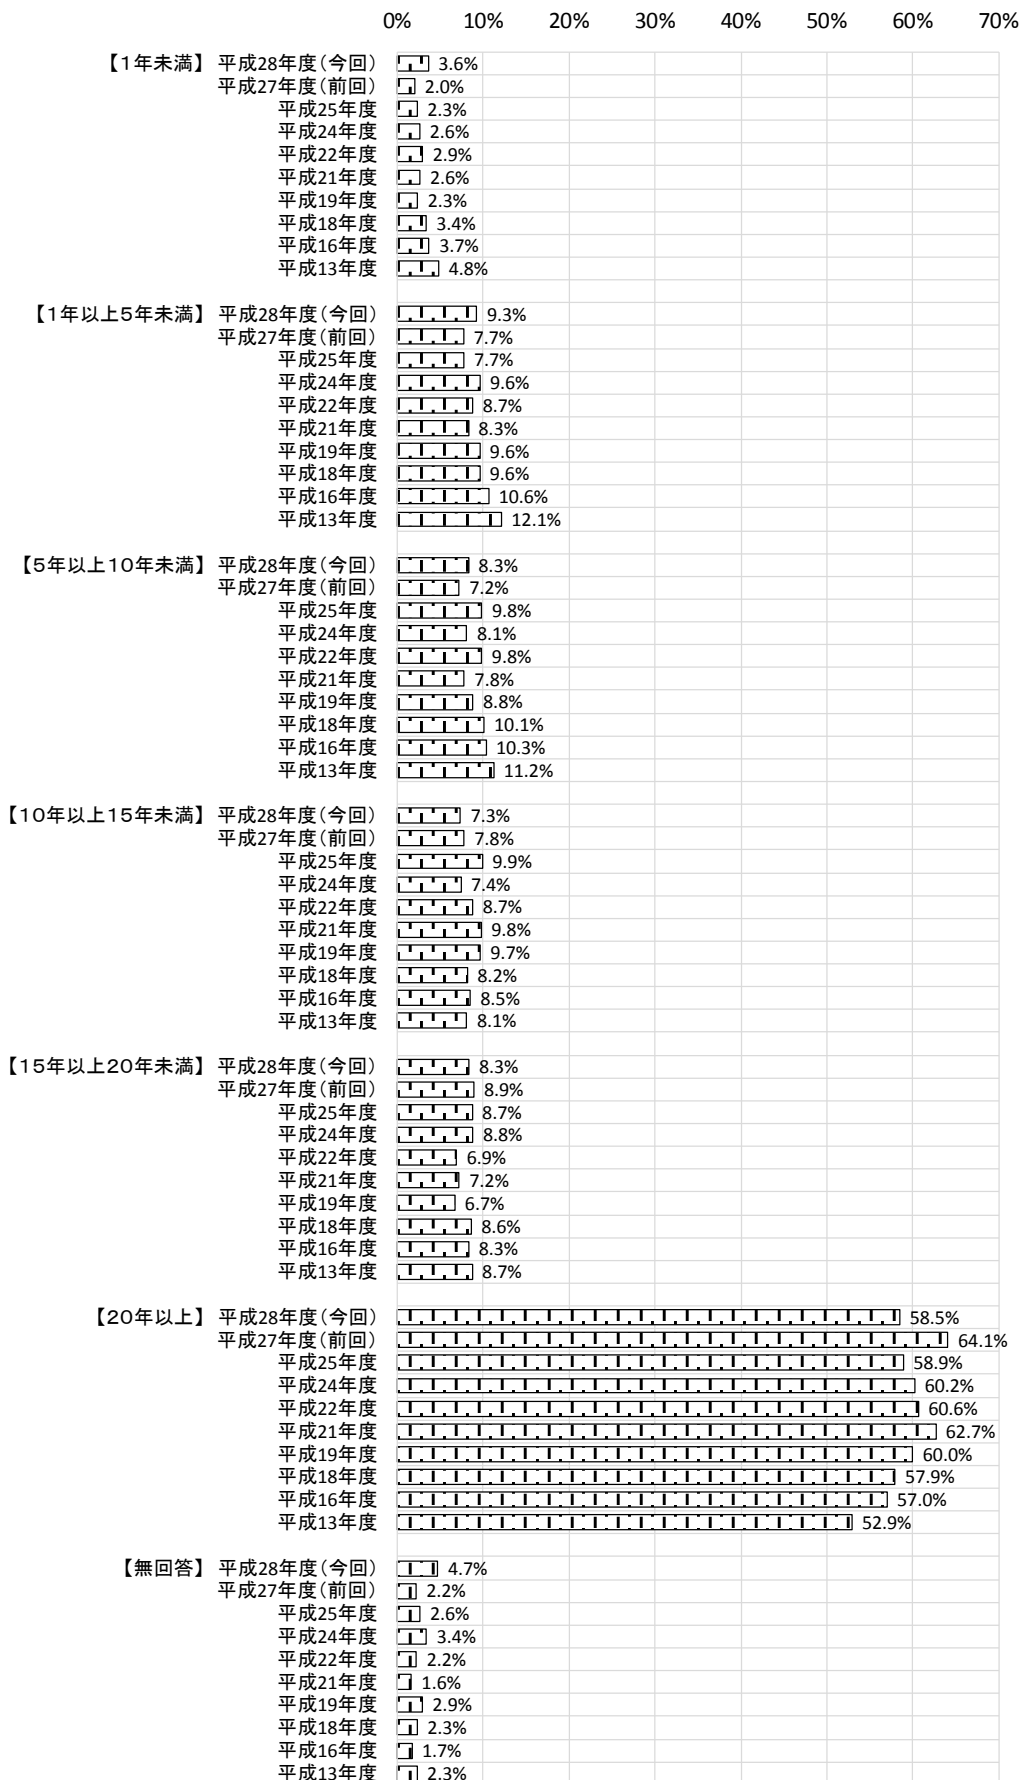 0% 10% 20% 30% 40% 50% 60% 70%
【1年未満】 平成28年度(今回) 3.6%
平成27年度(前回) 2.0%
平成25年度 2.3%
平成24年度 2.6%
平成22年度 2.9%
平成21年度 2.6%
平成19年度 2.3%
平成18年度 3.4%
平成16年度 3.7%
平成13年度 4.8%
【1年以上5年未満】 平成28年度(今回) 9.3%
平成27年度(前回) 7.7%
平成25年度 7.7%
平成24年度 9.6%
平成22年度 8.7%
平成21年度 8.3%
平成19年度 9.6%
平成18年度 9.6%
平成16年度 10.6%
平成13年度 12.1%
【5年以上10年未満】 平成28年度(今回) 8.3%
平成27年度(前回) 7.2%
平成25年度 9.8%
平成24年度 8.1%
平成22年度 9.8%
平成21年度 7.8%
平成19年度 8.8%
平成18年度 10.1%
平成16年度 10.3%
平成13年度 11.2%
【10年以上15年未満】 平成28年度(今回) 7.3%
平成27年度(前回) 7.8%
平成25年度 9.9%
平成24年度 7.4%
平成22年度 8.7%
平成21年度 9.8%
平成19年度 9.7%
平成18年度 8.2%
平成16年度 8.5%
平成13年度 8.1%
【15年以上20年未満】 平成28年度(今回) 8.3%
平成27年度(前回) 8.9%
平成25年度 8.7%
平成24年度 8.8%
平成22年度 6.9%
平成21年度 7.2%
平成19年度 6.7%
平成18年度 8.6%
平成16年度 8.3%
平成13年度 8.7%
【20年以上】 平成28年度(今回) 58.5%
平成27年度(前回) 64.1%
平成25年度 58.9%
平成24年度 60.2%
平成22年度 60.6%
平成21年度 62.7%
平成19年度 60.0%
平成18年度 57.9%
平成16年度 57.0%
平成13年度 52.9%
【無回答】 平成28年度(今回) 4.7%
平成27年度(前回) 2.2%
平成25年度 2.6%
平成24年度 3.4%
平成22年度 2.2%
平成21年度 1.6%
平成19年度 2.9%
平成18年度 2.3%
平成16年度 1.7%
平成13年度 2.3%